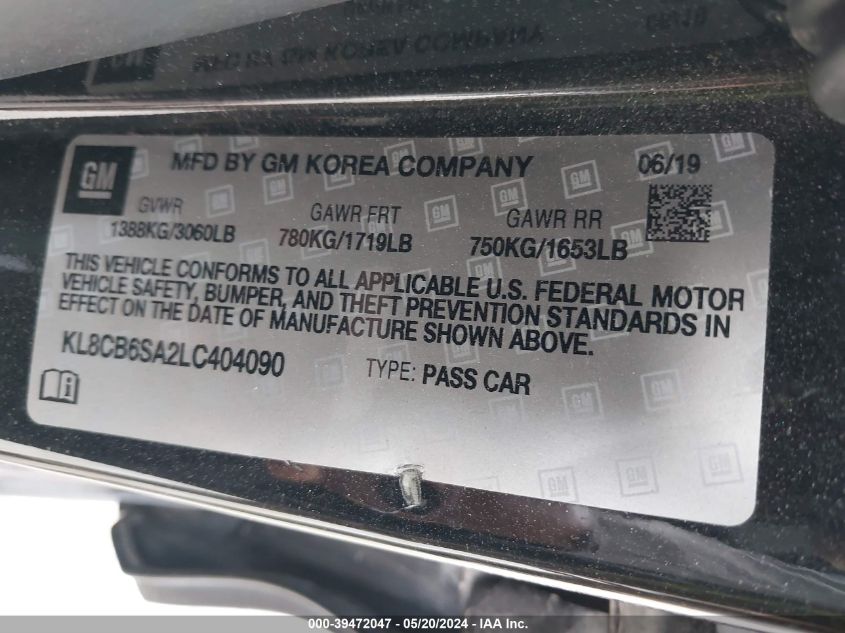 GM
MFD BY GM KOREA COMPANY 06/19
GVWR GAWR FRT GAWR RR
1388KG/3060LB 780KG/1719LB 750KG/1653LB
THIS VEHICLE CONFORMS TO ALL APPLICABLE U.S. FEDERAL MOTOR
VEHICLE SAFETY, BUMPER, AND THEFT PREVENTION STANDARDS IN
EFFECT ON THE DATE OF MANUFACTURE SHOWN ABOVE.
KL8CB6SA2LC404090 TYPE: PASS CAR
000-39472047 - 05/20/2024 - IAA Inc.